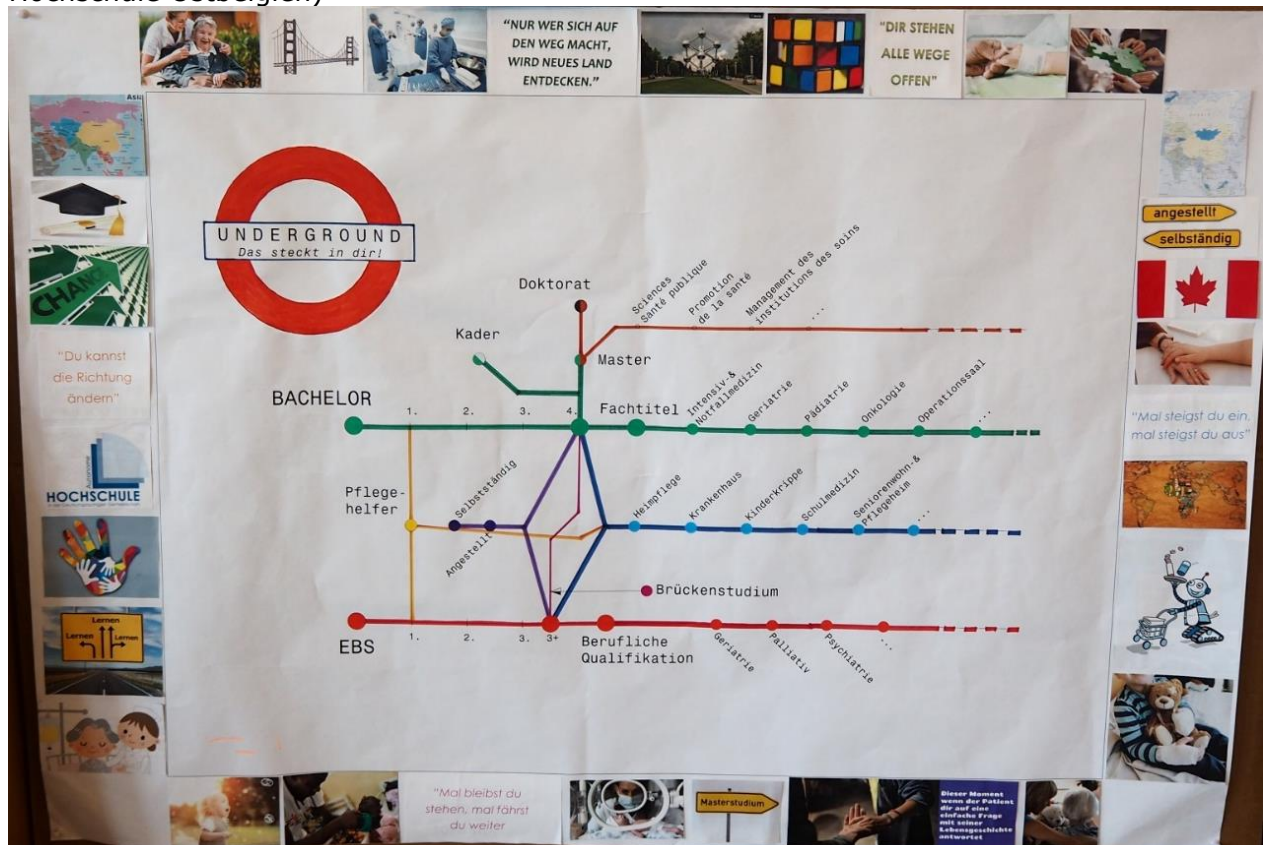 Hochschule Ostbelgien)
"NUR WER SICH AUF
DEN WEG MACHT,
WIRD NEUES LAND
ENTDECKEN."
"DIR STEHEN
ALLE WEGE
OFFEN"
Asi
CHANG
"Du kannst
die Richtung
ändern"
Autonome
HOCHSCHULE
Lernen
Lernen
Lernen
UNDERGROUND
Das steckt in dir!
Doktorat
Kader
Master
Sciences
Santé publique
Promotion
de la santé
Management des
institutions des soins
...
BACHELOR
1.
2.
3.
4.
Fachtitel
Intensiv-&
Notfallmedizin
Geriatrie
Pädiatrie
Onkologie
Operationssaal
...
Pflege-
helfer
Selbstständig
Angestellt
Heimpflege
Krankenhaus
Kinderkrippe
Schulmedizin
Seniorenwohn-&
Pflegeheim
...
Brückenstudium
EBS
1.
2.
3.
3+
Berufliche
Qualifikation
Geriatrie
Palliativ
Psychiatrie
...
angestellt
selbständig
"Mal steigst du ein,
mal steigst du aus"
"Mal bleibst du
stehen, mal fährst
du weiter
Masterstudium
Dieser Moment
wenn der Patient
dir auf eine
einfache Frage
mit seiner
Lebensgeschichte
antwortet